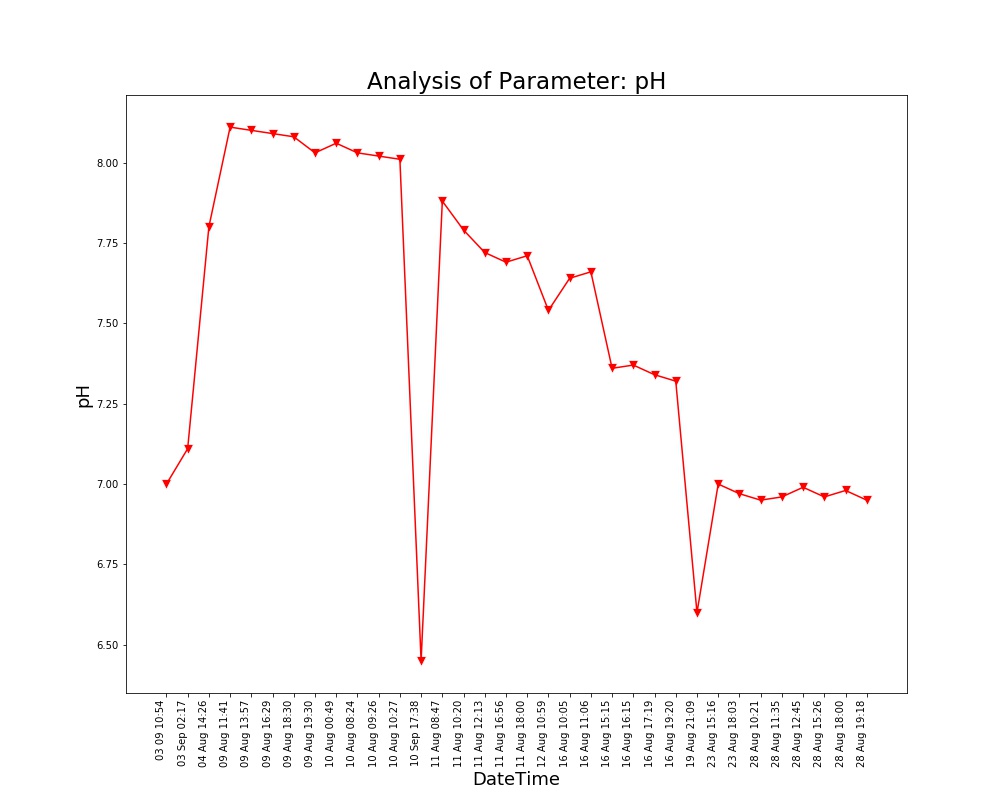 Analysis of Parameter: pH
8.00
7.75
7.50
7.25
7.00
6.75
6.50
pH
03 09 10:54
03 Sep 02:17
04 Aug 14:26
09 Aug 11:41
09 Aug 13:57
09 Aug 16:29
09 Aug 18:30
09 Aug 19:30
10 Aug 00:49
10 Aug 08:24
10 Aug 09:26
10 Aug 10:27
10 Sep 17:38
11 Aug 08:47
11 Aug 10:20
11 Aug 12:13
11 Aug 16:56
11 Aug 18:00
12 Aug 10:59
16 Aug 10:05
16 Aug 11:06
16 Aug 15:15
16 Aug 16:15
16 Aug 17:19
16 Aug 19:20
19 Aug 21:09
23 Aug 15:16
23 Aug 18:03
28 Aug 10:21
28 Aug 11:35
28 Aug 12:45
28 Aug 15:26
28 Aug 18:00
28 Aug 19:18
DateTime